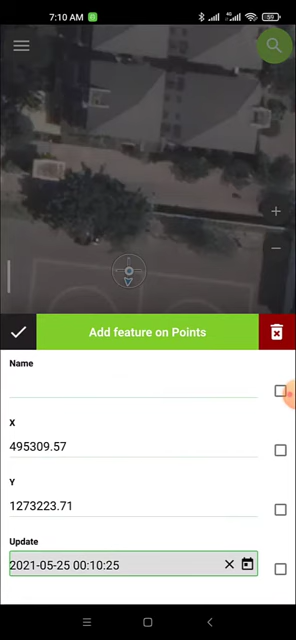 7:10 AM
59
Add feature on Points
Name
X
495309.57
Y
1273223.71
Update
2021-05-25 00:10:25